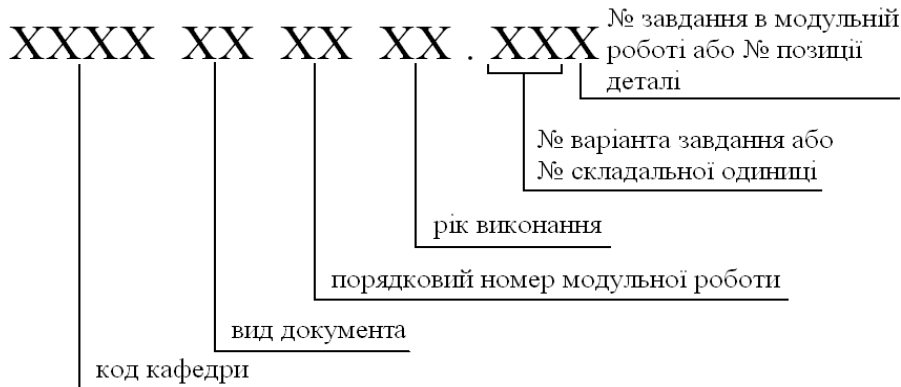 XXXX XX XX XX . XXX
№ завдання в модульній
роботі або № позиції
деталі
№ варіанта завдання або
№ складальної одиниці
рік виконання
порядковий номер модульної роботи
вид документа
код кафедри